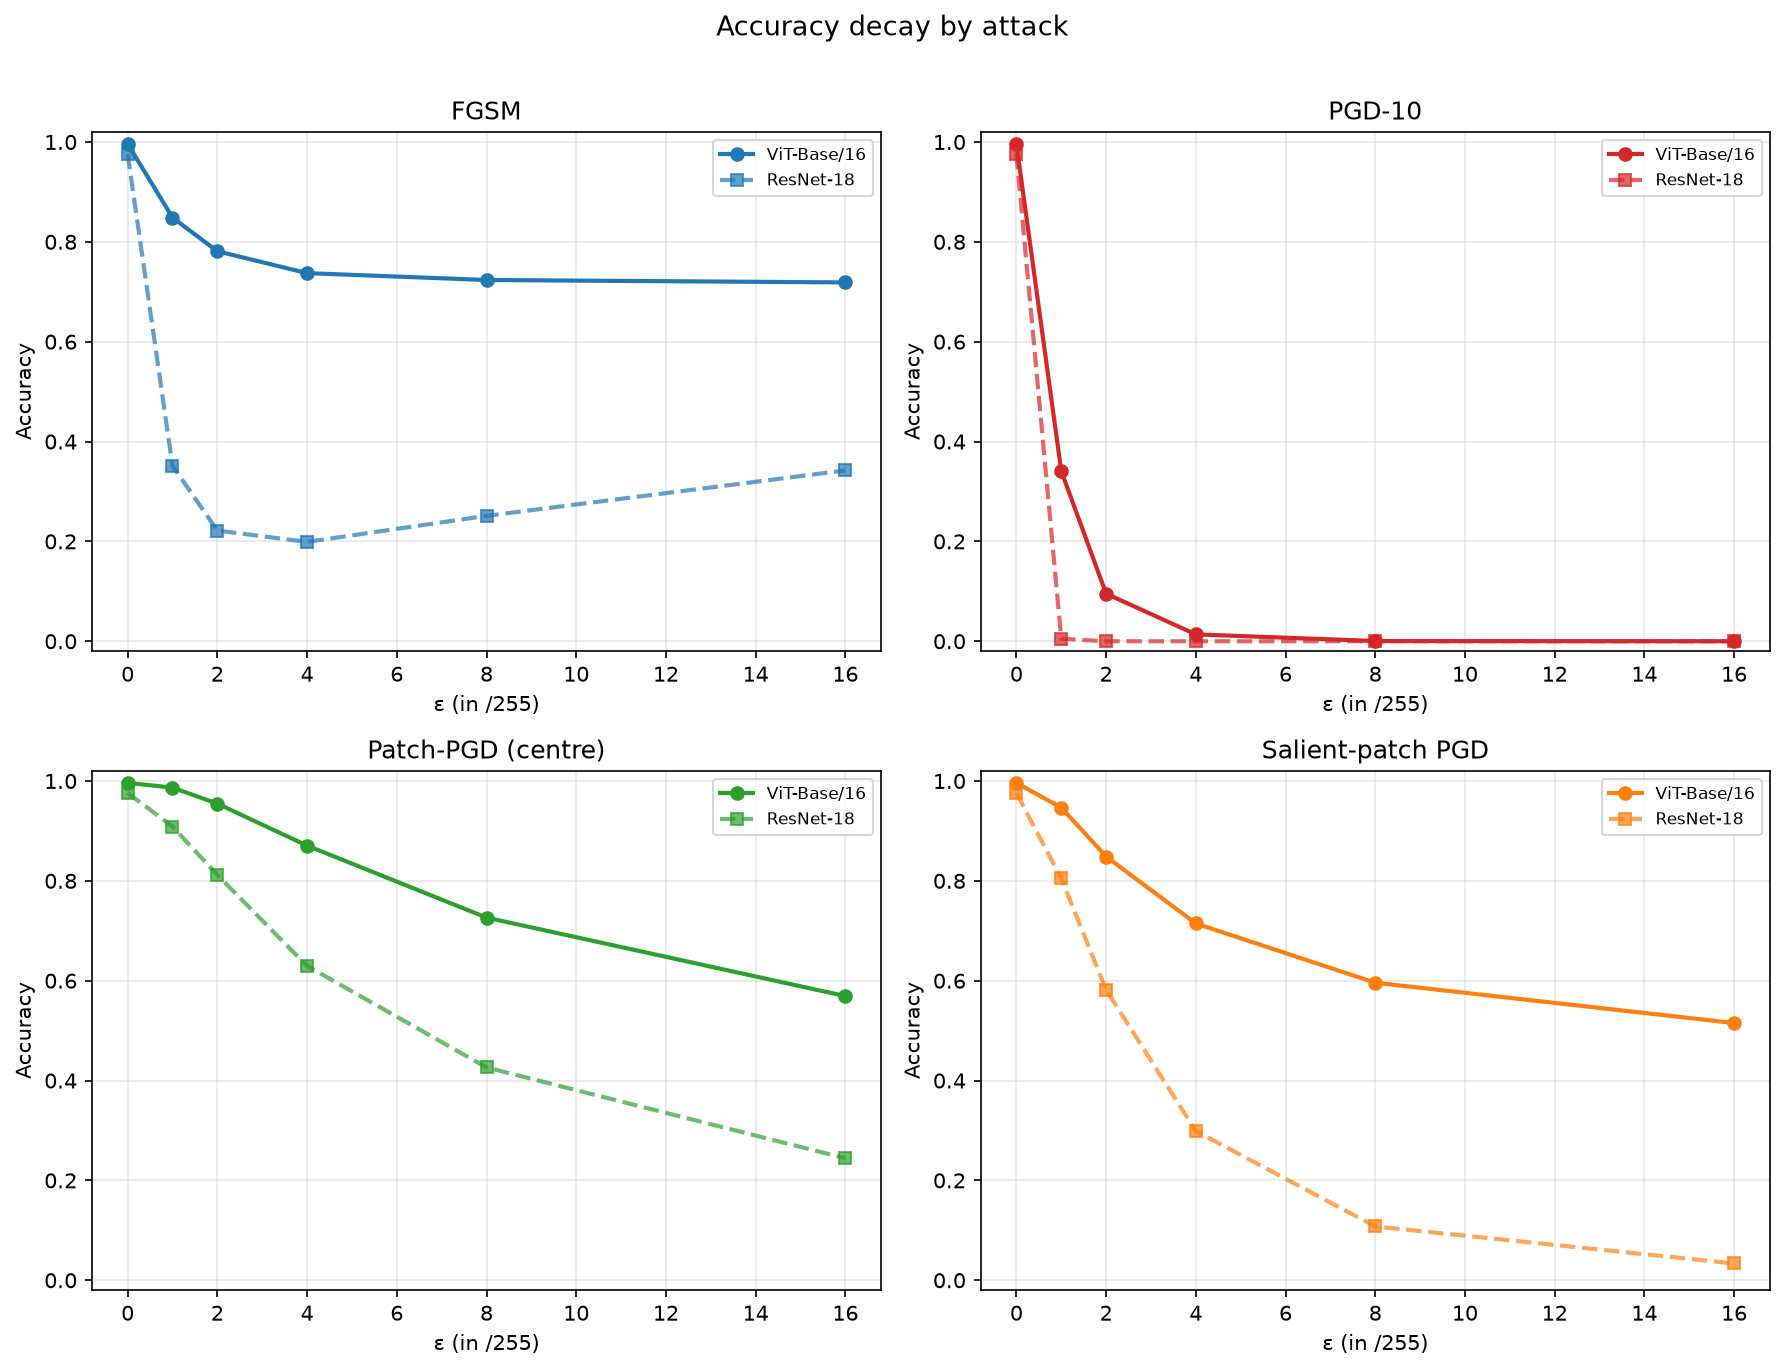 Accuracy decay by attack
FGSM
1.0
0.8
0.6
0.4
0.2
0.0
Accuracy
ViT-Base/16
ResNet-18
0 2 4 6 8 10 12 14 16
ε (in /255)
PGD-10
1.0
0.8
0.6
0.4
0.2
0.0
Accuracy
ViT-Base/16
ResNet-18
0 2 4 6 8 10 12 14 16
ε (in /255)
Patch-PGD (centre)
1.0
0.8
0.6
0.4
0.2
0.0
Accuracy
ViT-Base/16
ResNet-18
0 2 4 6 8 10 12 14 16
ε (in /255)
Salient-patch PGD
1.0
0.8
0.6
0.4
0.2
0.0
Accuracy
ViT-Base/16
ResNet-18
0 2 4 6 8 10 12 14 16
ε (in /255)